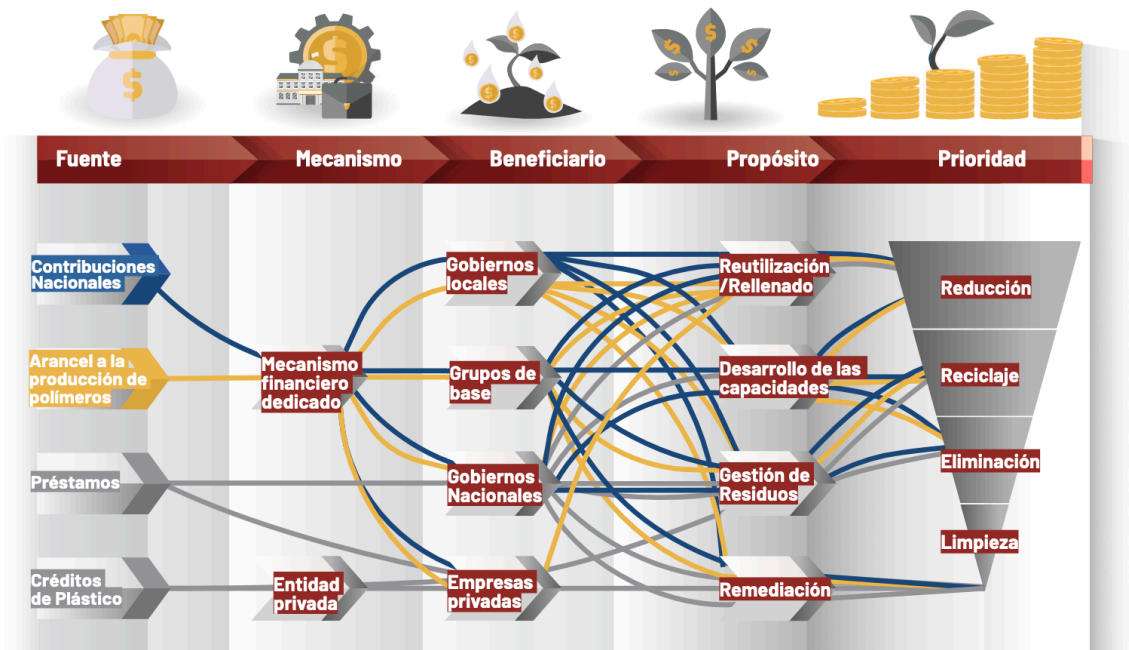 Fuente
Mecanismo
Beneficiario
Propósito
Prioridad
Contribuciones
Nacionales
Arancel a la
producción de
polímeros
Préstamos
Créditos
de Plástico
Mecanismo
financiero
dedicado
Entidad
privada
Gobiernos
locales
Grupos de
base
Gobiernos
Nacionales
Empresas
privadas
Reutilización
/Rellenado
Desarrollo de las
capacidades
Gestión de
Residuos
Remediación
Reducción
Reciclaje
Eliminación
Limpieza